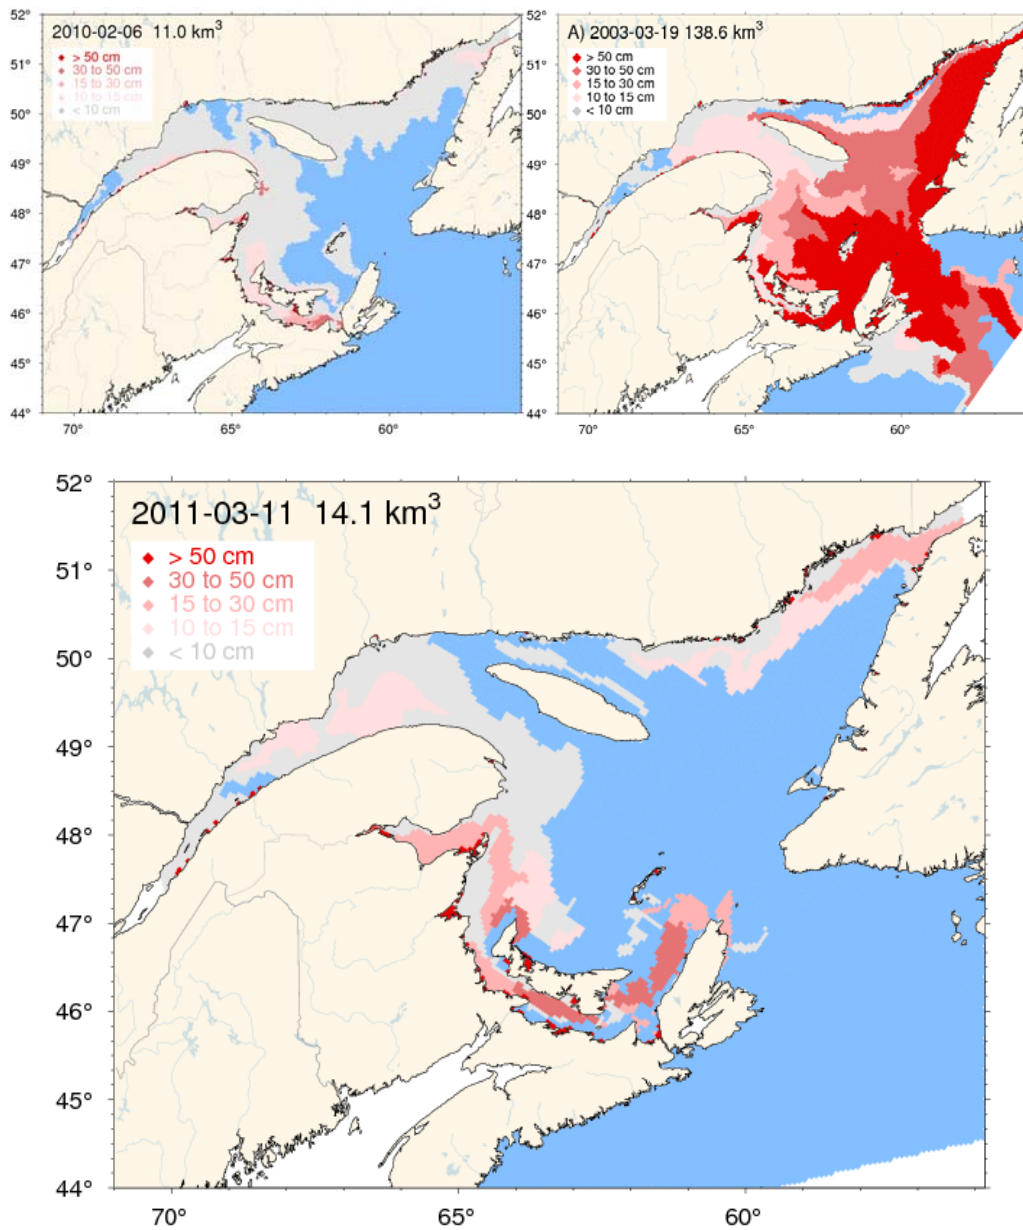 2010-02-06 11.0 km³
> 50 cm
30 to 50 cm
15 to 30 cm
10 to 15 cm
< 10 cm
51°
50°
49°
48°
47°
46°
45°
44°
70°
65°
60°
52°
A) 2003-03-19 138.6 km³
> 50 cm
30 to 50 cm
15 to 30 cm
10 to 15 cm
< 10 cm
51°
50°
49°
48°
47°
46°
45°
44°
70°
65°
60°
52°
2011-03-11 14.1 km³
> 50 cm
30 to 50 cm
15 to 30 cm
10 to 15 cm
< 10 cm
51°
50°
49°
48°
47°
46°
45°
44°
70°
65°
60°